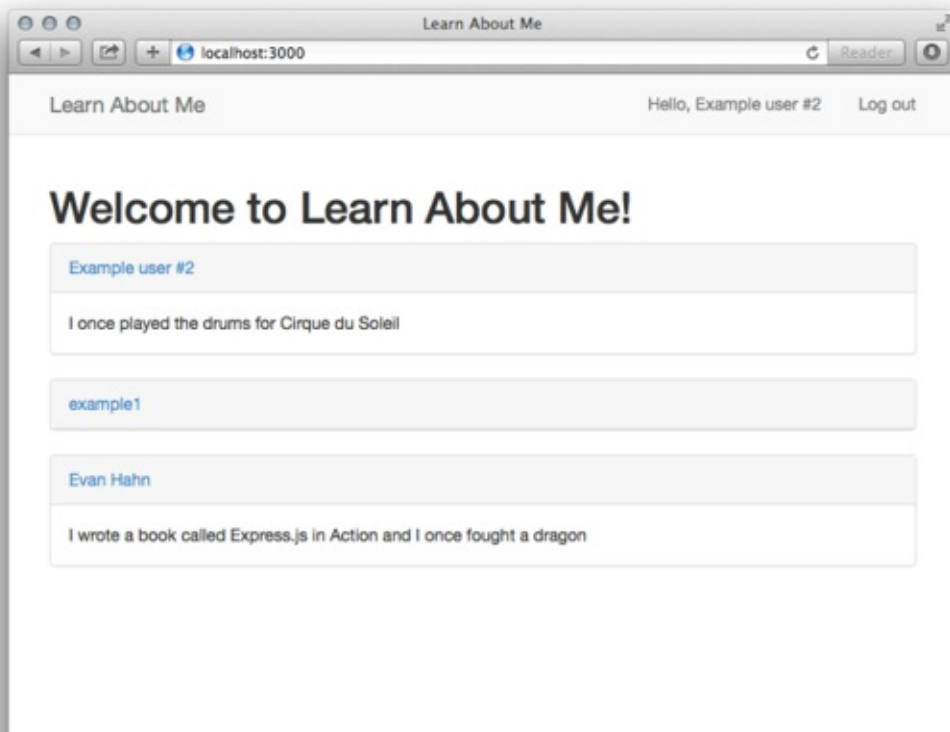 Learn About Me
localhost:3000
Reader
Learn About Me
Hello, Example user #2
Log out
Welcome to Learn About Me!
Example user #2
I once played the drums for Cirque du Soleil
example1
Evan Hahn
I wrote a book called Express.js in Action and I once fought a dragon